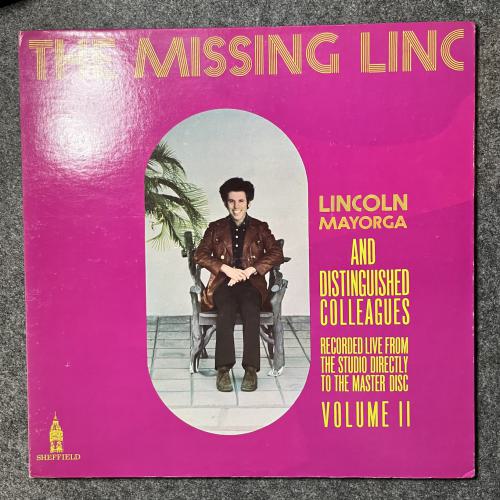 THE MISSING LINC
LINCOLN
MAYORGA
AND
DISTINGUISHED
COLLEAGUES
RECORDED LIVE FROM
THE STUDIO DIRECTLY
TO THE MASTER DISC
VOLUME II
SHEFFIELD